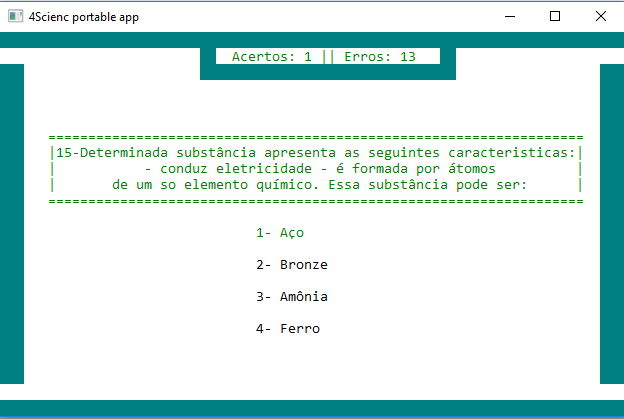 4Scienc portable app
Acertos: 1 || Erros: 13
===================================================================
|15-Determinada substância apresenta as seguintes caracteristicas:|
|           - conduz eletricidade - é formada por átomos          |
|       de um so elemento químico. Essa substância pode ser:      |
===================================================================
1- Aço
2- Bronze
3- Amônia
4- Ferro